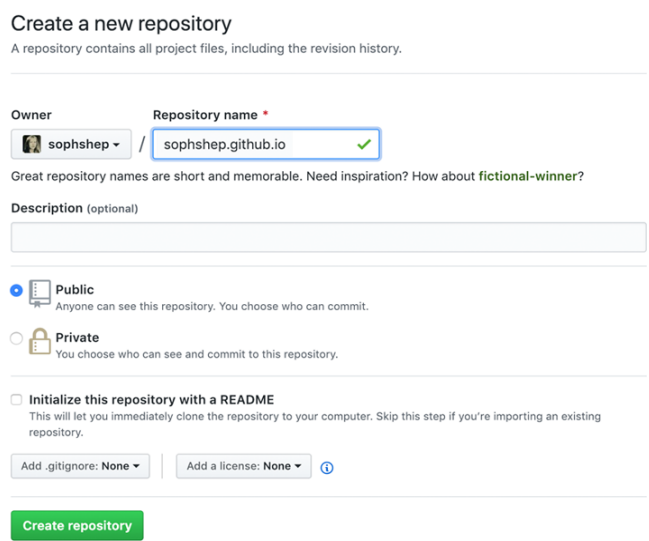 Create a new repository
A repository contains all project files, including the revision history.
Owner
Repository name *
sophshep
/
sophshep.github.io
Great repository names are short and memorable. Need inspiration? How about fictional-winner?
Description (optional)
Public
Anyone can see this repository. You choose who can commit.
Private
You choose who can see and commit to this repository.
Initialize this repository with a README
This will let you immediately clone the repository to your computer. Skip this step if you’re importing an existing
repository.
Add .gitignore: None
Add a license: None
Create repository